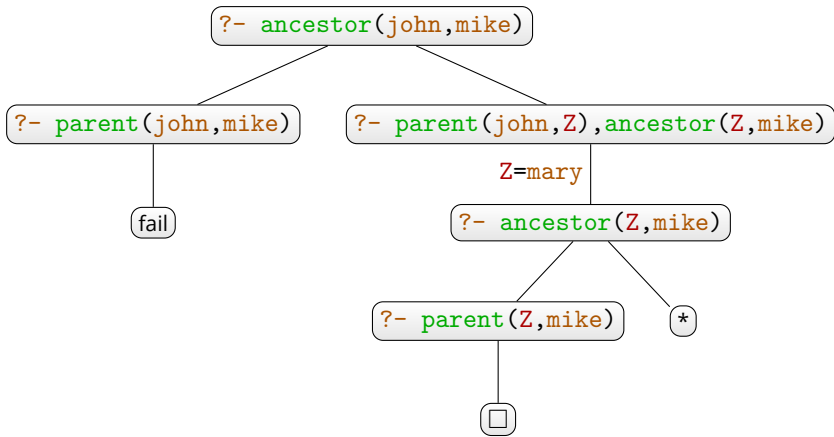 ?- ancestor(john,mike)
?- parent(john,mike)
?- parent(john,Z),ancestor(Z,mike)
Z=mary
fail
?- ancestor(Z,mike)
?- parent(Z,mike)
*
□